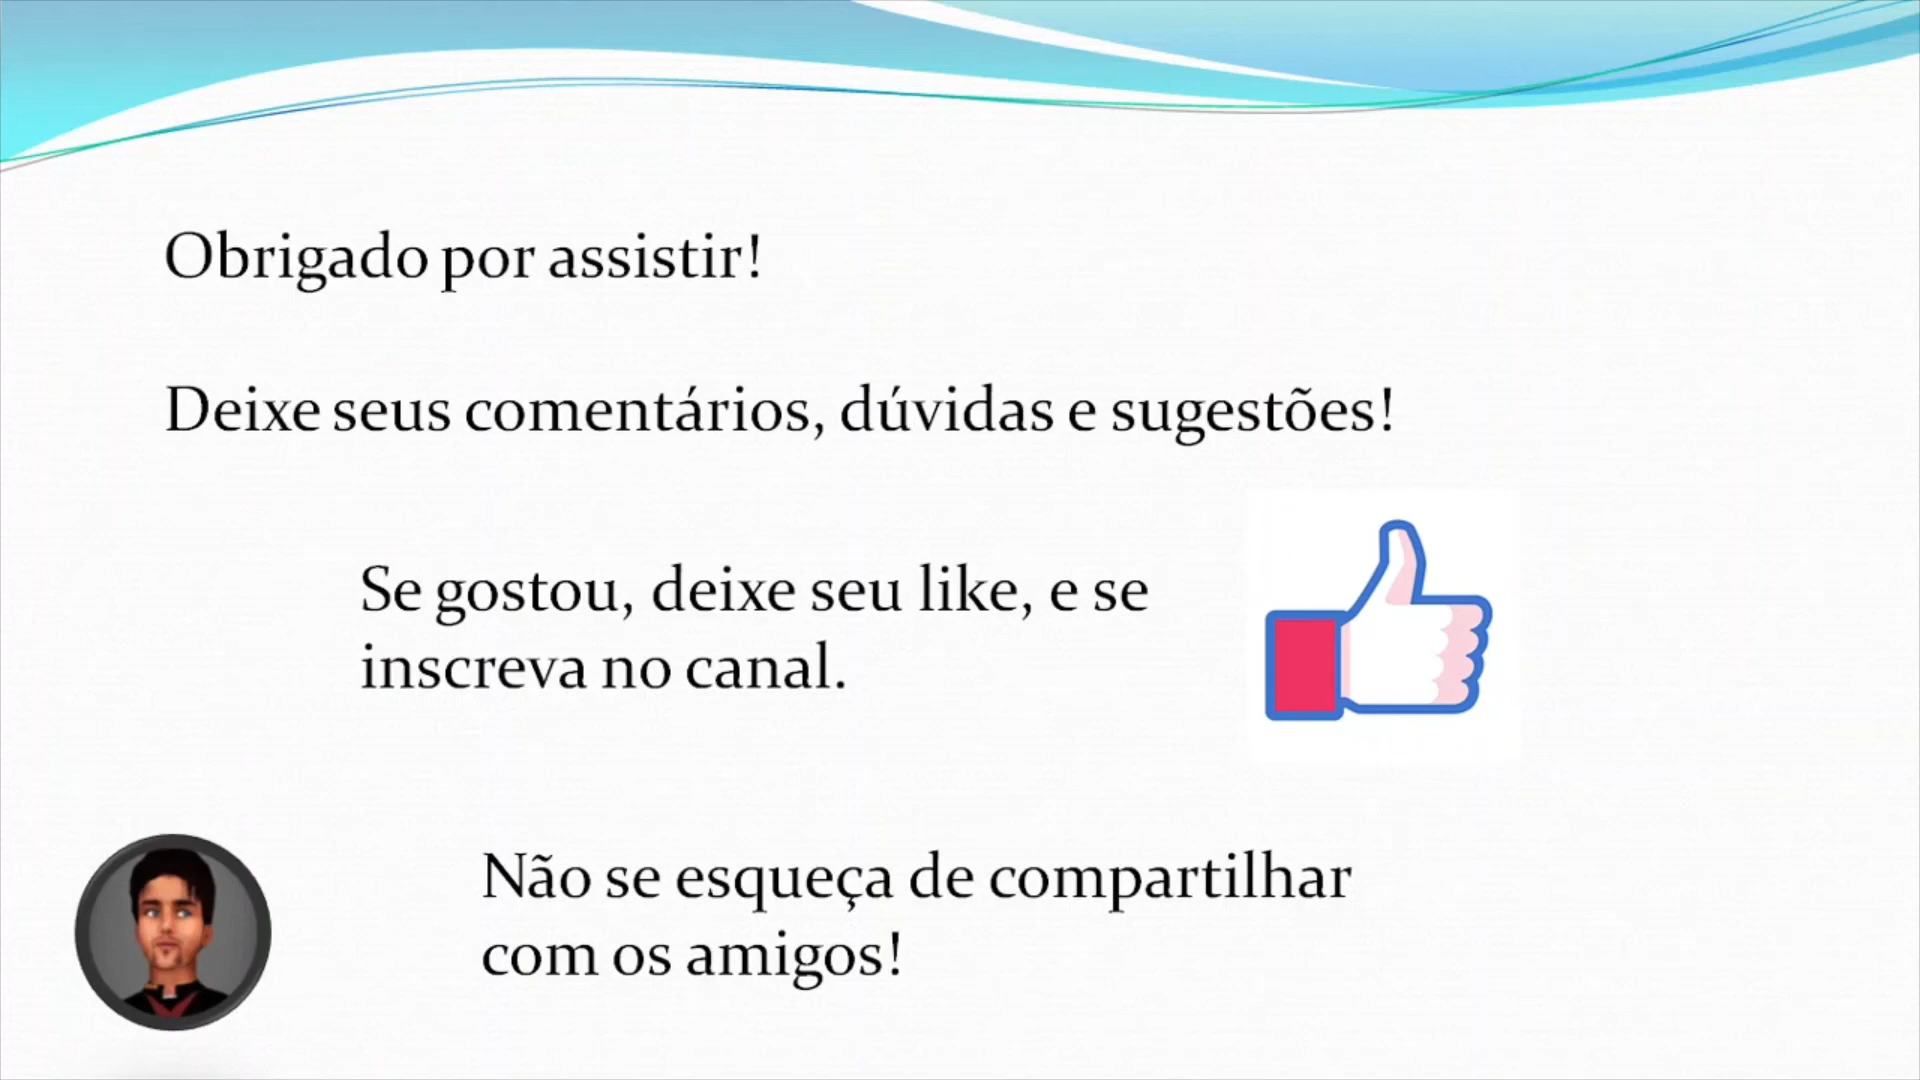 Obrigado por assistir!
Deixe seus comentários, dúvidas e sugestões!
Se gostou, deixe seu like, e se
inscreva no canal.
Não se esqueça de compartilhar
com os amigos!